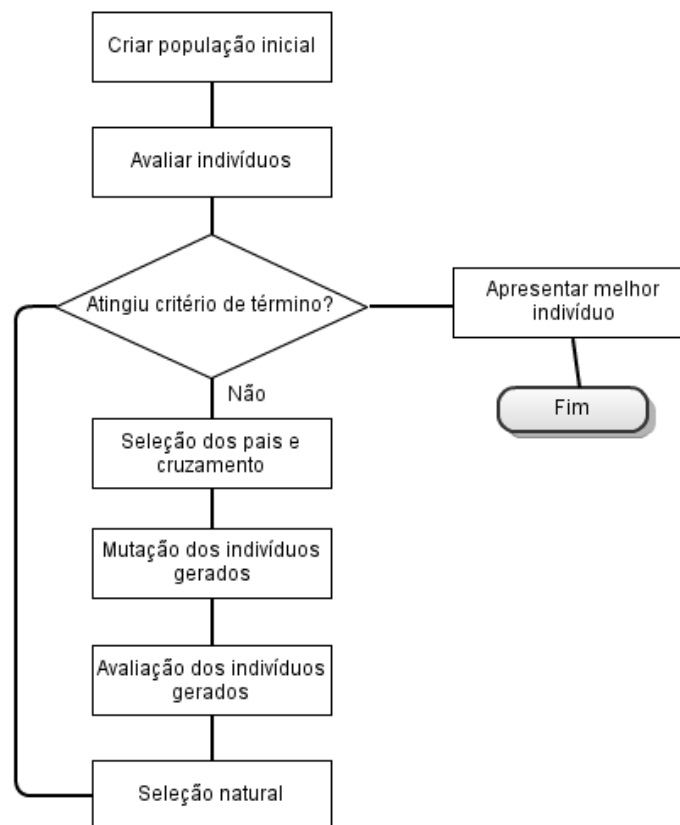 Criar população inicial
Avaliar indivíduos
Atingiu critério de término?
Apresentar melhor
indivíduo
Não
Fim
Seleção dos pais e
cruzamento
Mutação dos indivíduos
gerados
Avaliação dos indivíduos
gerados
Seleção natural